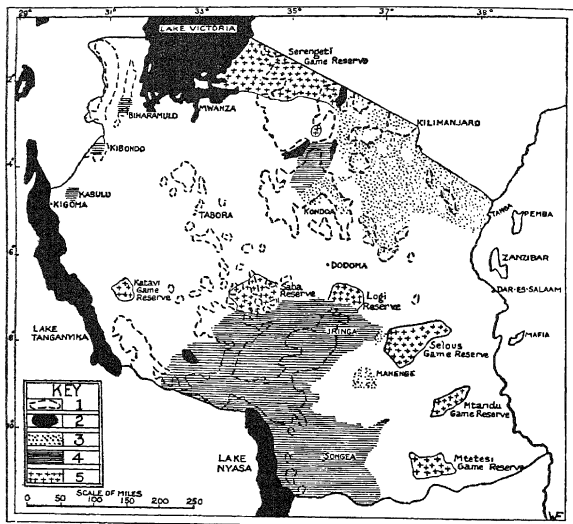 29° 31° 33° 35° 37° 38°
LAKE VICTORIA
Serengeti
Game Reserve
BIHARAMULO
MWANZA
KILIMANJARO
KIBONDO
4
KASULU
KIGOMA
TABORA
KONDOA
TANGA
PEMBA
6
DODOMA
ZANZIBAR
Katavi
Game
Reserve
Saba
Reserve
Logi
Reserve
DAR-ES-SALAAM
8
LAKE
TANGANYIKA
IRINGA
Selous
Game Reserve
MAFIA
MAHENGE
KEY
1
2
3
4
5
Mtandu
Game Reserve
LAKE
NYASA
SONGEA
Mtetesi
Game Reserve
SCALE OF MILES
0 50 100 150 200 250